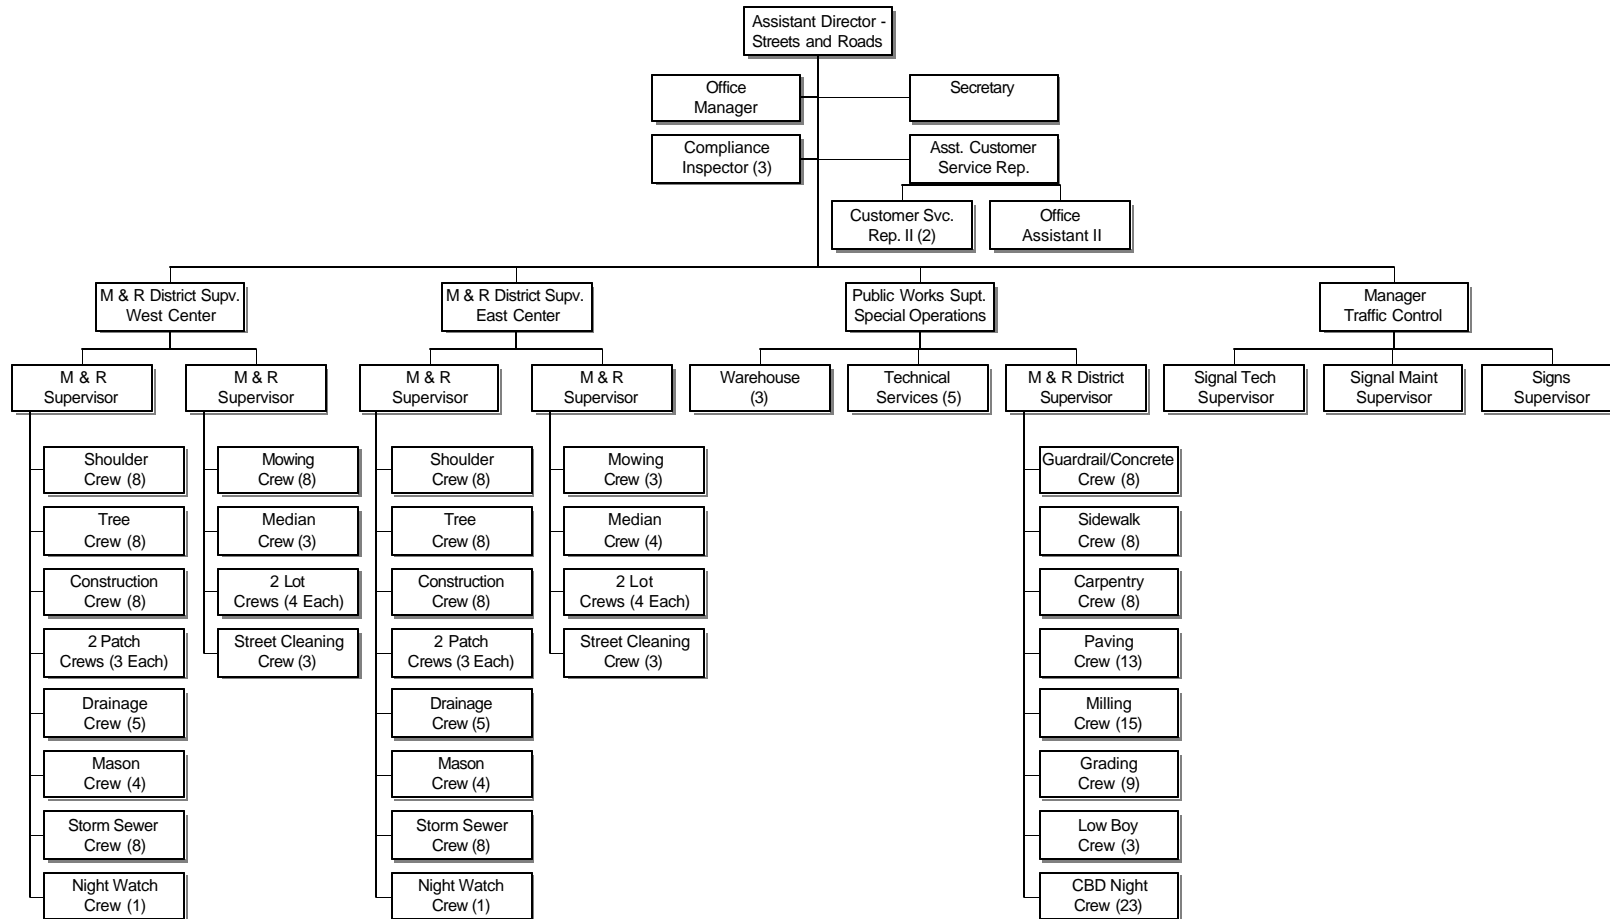 Assistant Director -
Streets and Roads
Office
Manager
Secretary
Compliance
Inspector (3)
Asst. Customer
Service Rep.
Customer Svc.
Rep. II (2)
Office
Assistant II
M & R District Supv.
West Center
M & R District Supv.
East Center
Public Works Supt.
Special Operations
Manager
Traffic Control
M & R
Supervisor
M & R
Supervisor
M & R
Supervisor
M & R
Supervisor
Warehouse
(3)
Technical
Services (5)
M & R District
Supervisor
Signal Tech
Supervisor
Signal Maint
Supervisor
Signs
Supervisor
Shoulder
Crew (8)
Tree
Crew (8)
Construction
Crew (8)
2 Patch
Crews (3 Each)
Drainage
Crew (5)
Mason
Crew (4)
Storm Sewer
Crew (8)
Night Watch
Crew (1)
Mowing
Crew (8)
Median
Crew (3)
2 Lot
Crews (4 Each)
Street Cleaning
Crew (3)
Shoulder
Crew (8)
Tree
Crew (8)
Construction
Crew (8)
2 Patch
Crews (3 Each)
Drainage
Crew (5)
Mason
Crew (4)
Storm Sewer
Crew (8)
Night Watch
Crew (1)
Mowing
Crew (3)
Median
Crew (4)
2 Lot
Crews (4 Each)
Street Cleaning
Crew (3)
Guardrail/Concrete
Crew (8)
Sidewalk
Crew (8)
Carpentry
Crew (8)
Paving
Crew (13)
Milling
Crew (15)
Grading
Crew (9)
Low Boy
Crew (3)
CBD Night
Crew (23)